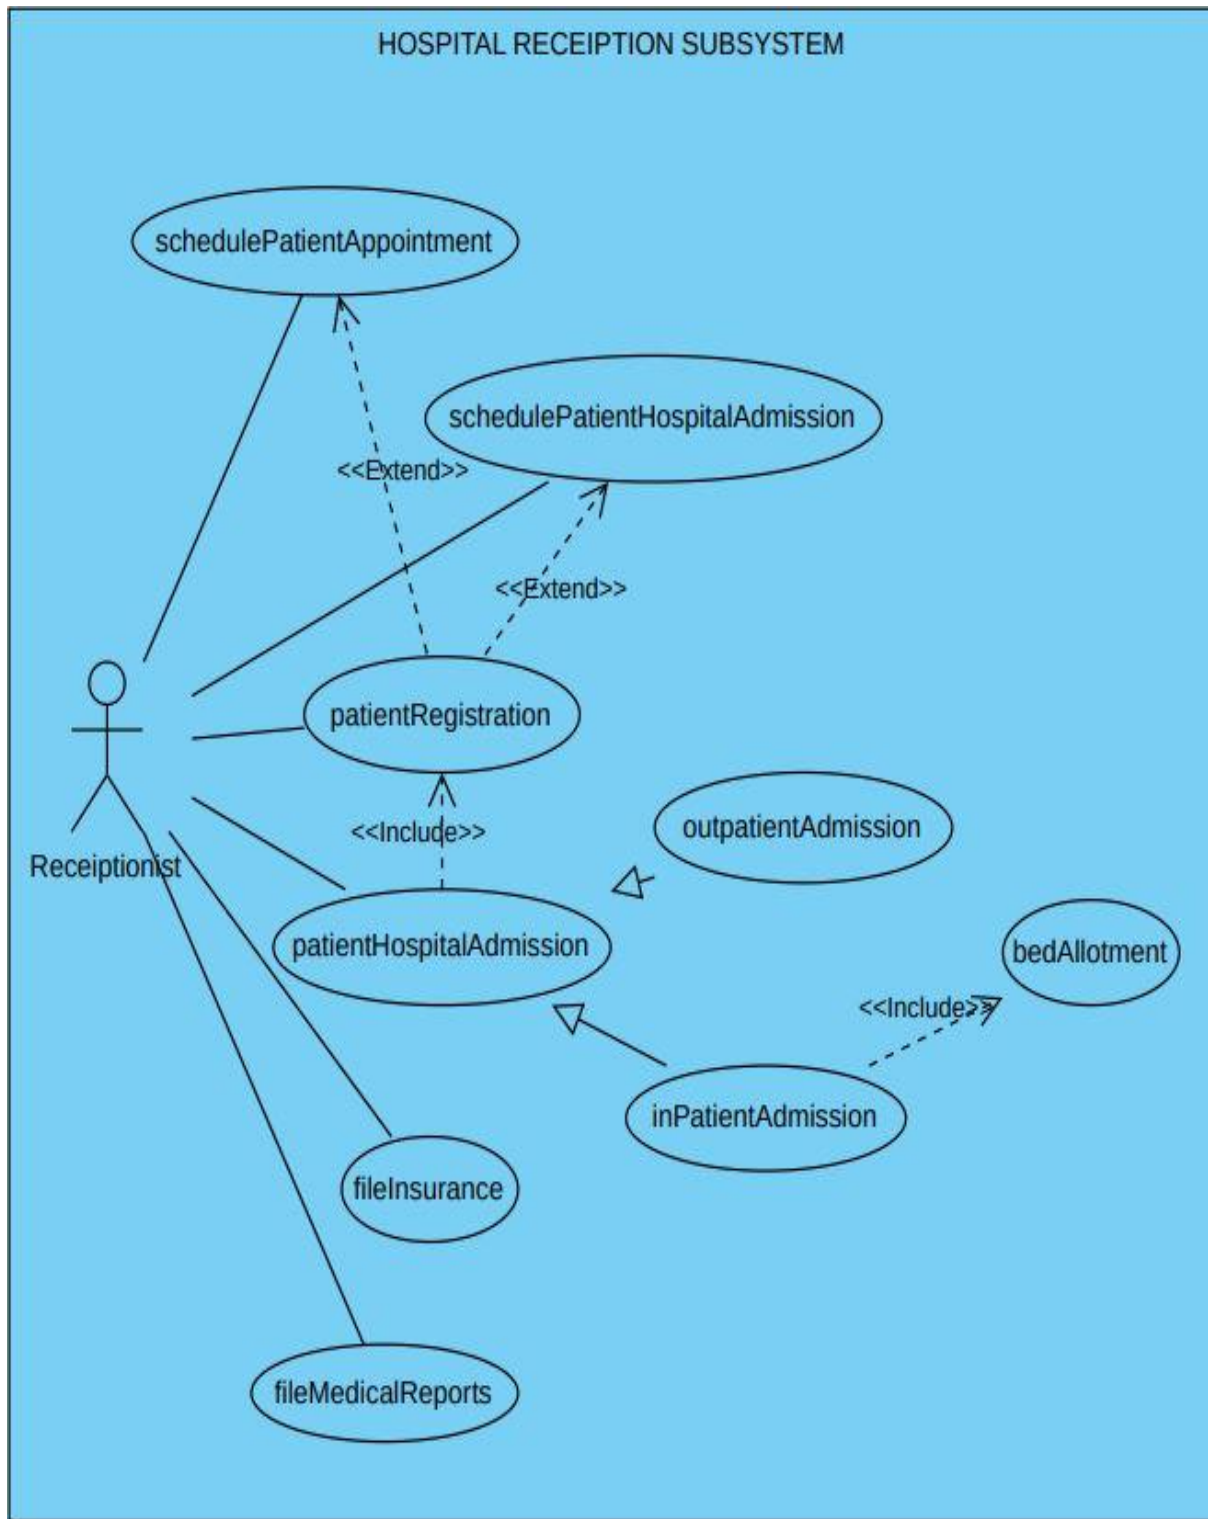 HOSPITAL RECEIPTION SUBSYSTEM
schedulePatientAppointment
schedulePatientHospitalAdmission
<<Extend>>
<<Extend>>
patientRegistration
outpatientAdmission
<<Include>>
Receiptionist
patientHospitalAdmission
bedAllotment
<<Include>>
inPatientAdmission
fileInsurance
fileMedicalReports